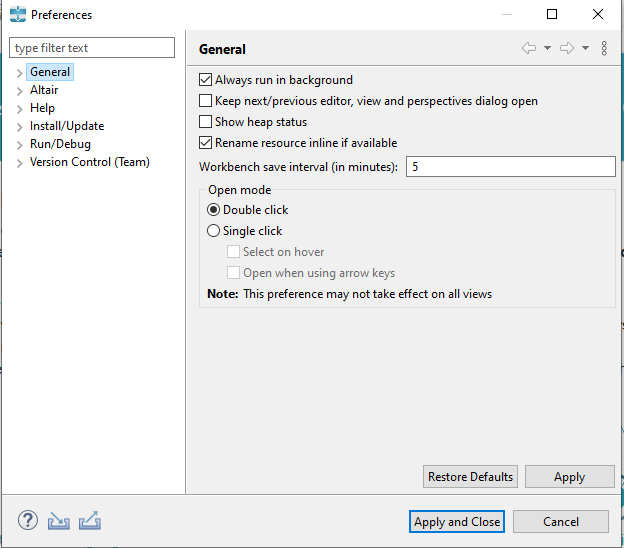 Preferences
type filter text
General
Altair
Help
Install/Update
Run/Debug
Version Control (Team)
General
Always run in background
Keep next/previous editor, view and perspectives dialog open
Show heap status
Rename resource inline if available
Workbench save interval (in minutes): 5
Open mode
Double click
Single click
Select on hover
Open when using arrow keys
Note: This preference may not take effect on all views
Restore Defaults Apply
Apply and Close Cancel